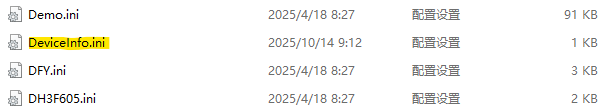 Demo.ini 2025/4/18 8:27 配置设置 91 KB
DeviceInfo.ini 2025/10/14 9:12 配置设置 1 KB
DFY.ini 2025/4/18 8:27 配置设置 3 KB
DH3F605.ini 2025/4/18 8:27 配置设置 2 KB